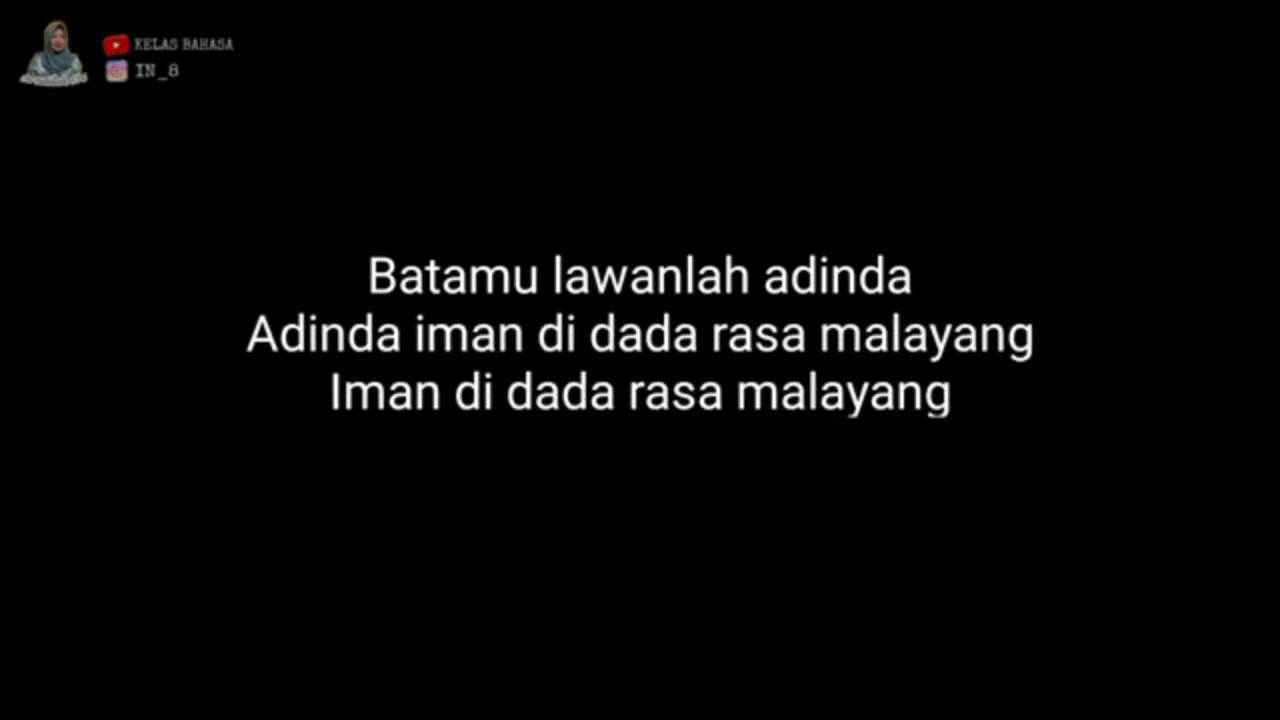 KELAS BAHASA
IN_8
Batamu lawanlah adinda
Adinda iman di dada rasa malayang
Iman di dada rasa malayang